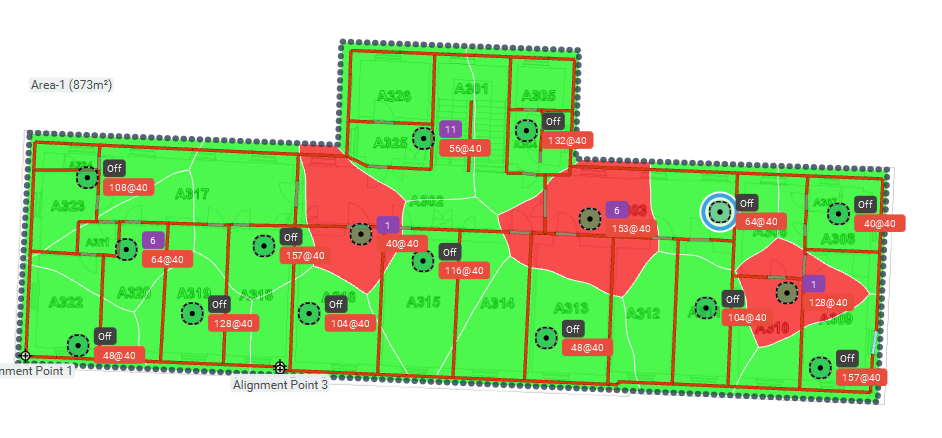 Area-1 (873m²)
A326
A301
A305
11
56@40
Off
132@40
A325
Off
108@40
A323
A317
A302
6
153@40
Off
64@40
Off
40@40
A308
A321
6
64@40
Off
157@40
1
40@40
116@40
1
128@40
A322
A320
A319
Off
128@40
A318
Off
104@40
A315
A314
A313
A312
Off
104@40
A310
A309
Off
48@40
Off
48@40
Off
157@40
nment Point 1
Alignment Point 3